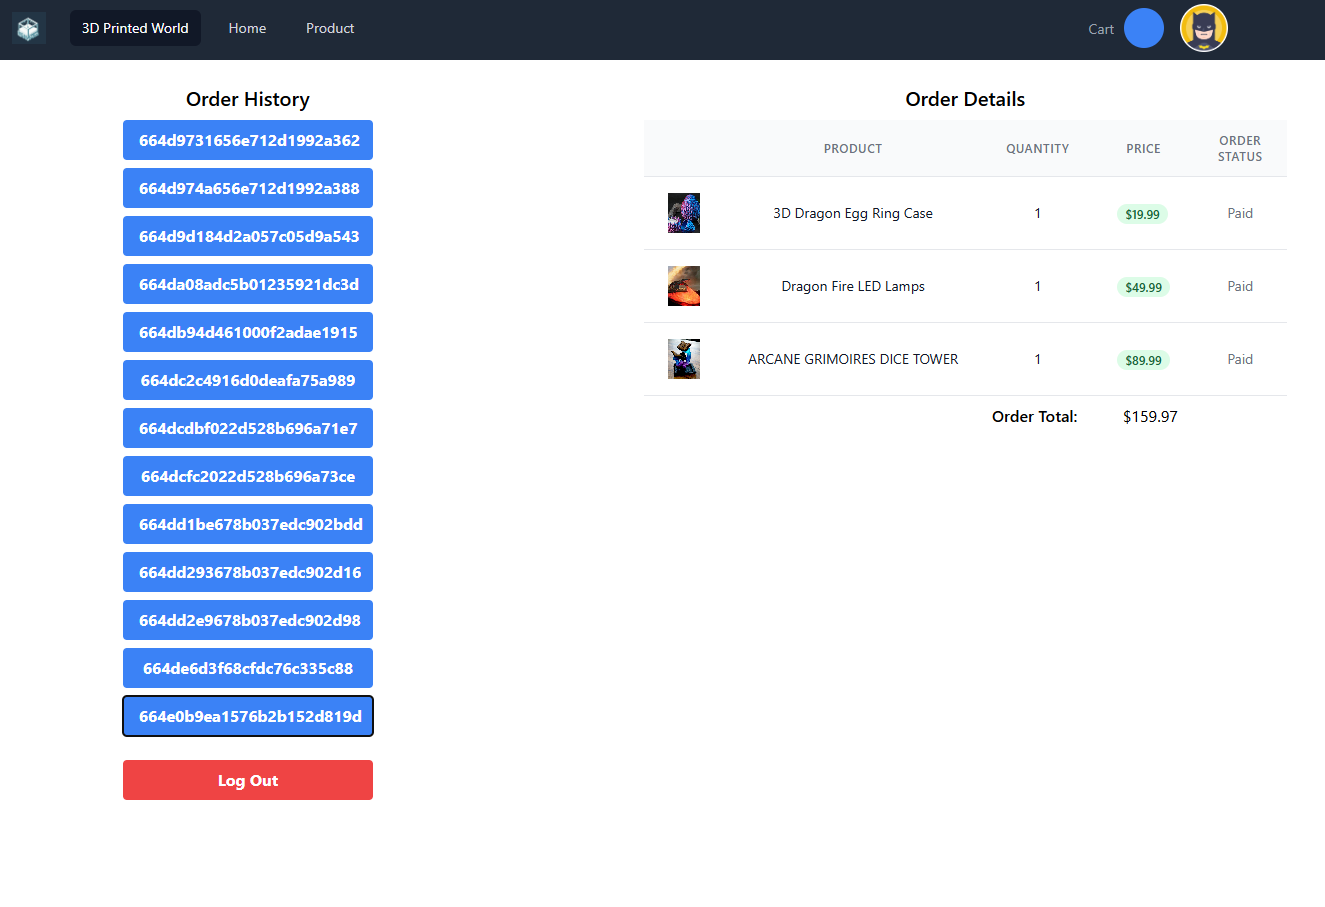 3D Printed World
Home
Product
Cart
Order History
664d9731656e712d1992a362
664d974a656e712d1992a388
664d9d184d2a057c05d9a543
664da08adc5b01235921dc3d
664db94d461000f2adae1915
664dc2c4916d0deafa75a989
664dcdbf022d528b696a71e7
664dcfc2022d528b696a73ce
664dd1be678b037edc902bdd
664dd293678b037edc902d16
664dd2e9678b037edc902d98
664de6d3f68cfdc76c335c88
664e0b9ea1576b2b152d819d
Log Out
Order Details
PRODUCT QUANTITY PRICE ORDER STATUS
3D Dragon Egg Ring Case 1 $19.99 Paid
Dragon Fire LED Lamps 1 $49.99 Paid
ARCANE GRIMOIRES DICE TOWER 1 $89.99 Paid
Order Total: $159.97